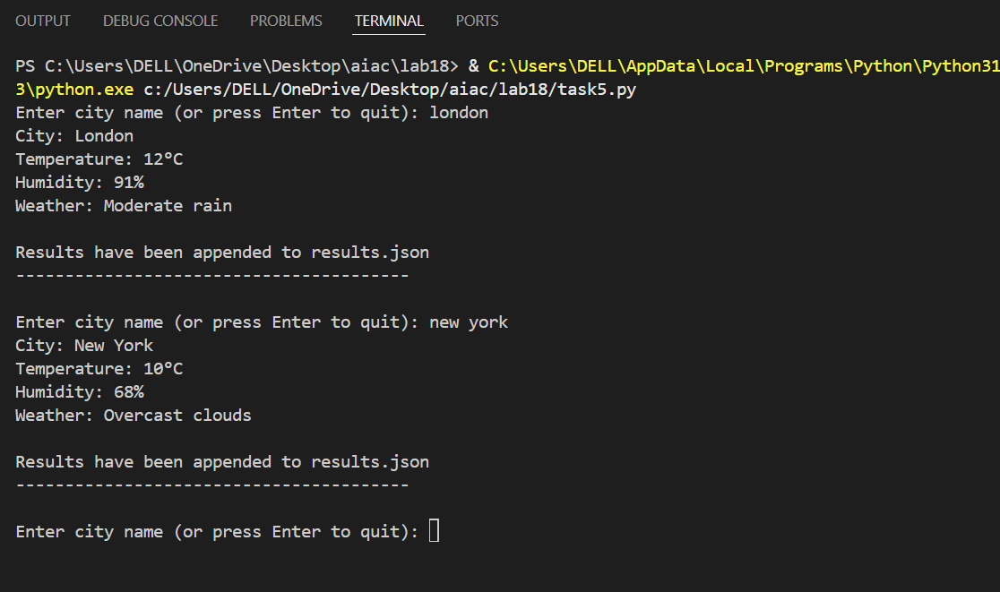 OUTPUT DEBUG CONSOLE PROBLEMS TERMINAL PORTS
PS C:\Users\DELL\OneDrive\Desktop\aiac\lab18> & C:\Users\DELL\AppData\Local\Programs\Python\Python31
3\python.exe c:/Users/DELL/OneDrive/Desktop/aiac/lab18/task5.py
Enter city name (or press Enter to quit): london
City: London
Temperature: 12°C
Humidity: 91%
Weather: Moderate rain
Results have been appended to results.json
----------------------------------------
Enter city name (or press Enter to quit): new york
City: New York
Temperature: 10°C
Humidity: 68%
Weather: Overcast clouds
Results have been appended to results.json
----------------------------------------
Enter city name (or press Enter to quit):